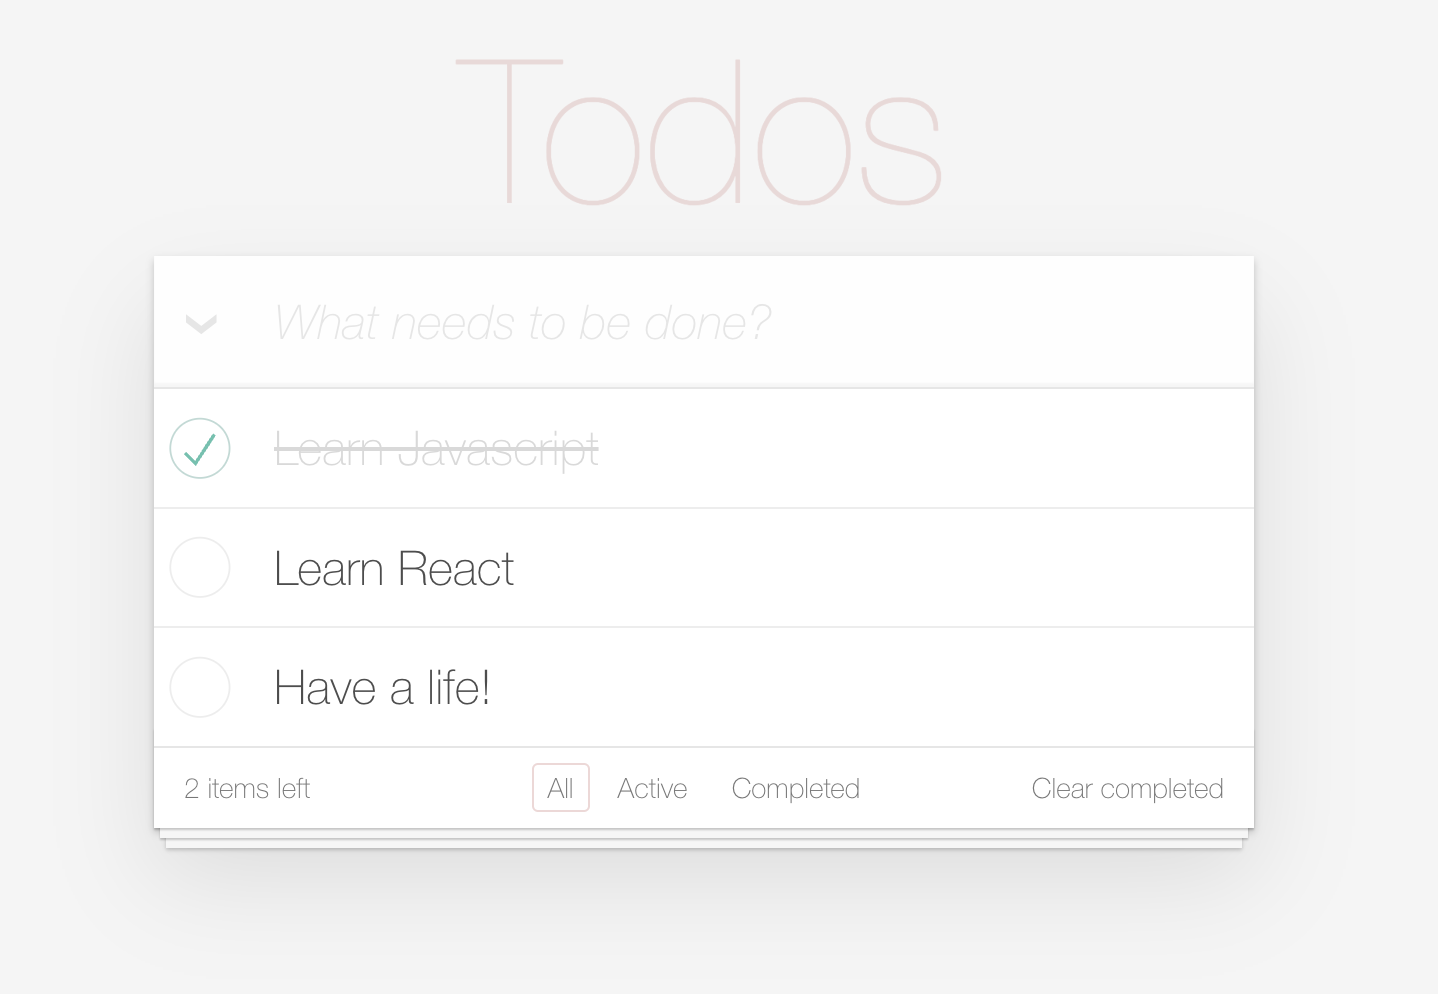 Todos
What needs to be done?
Learn Javascript
Learn React
Have a life!
2 items left All Active Completed Clear completed